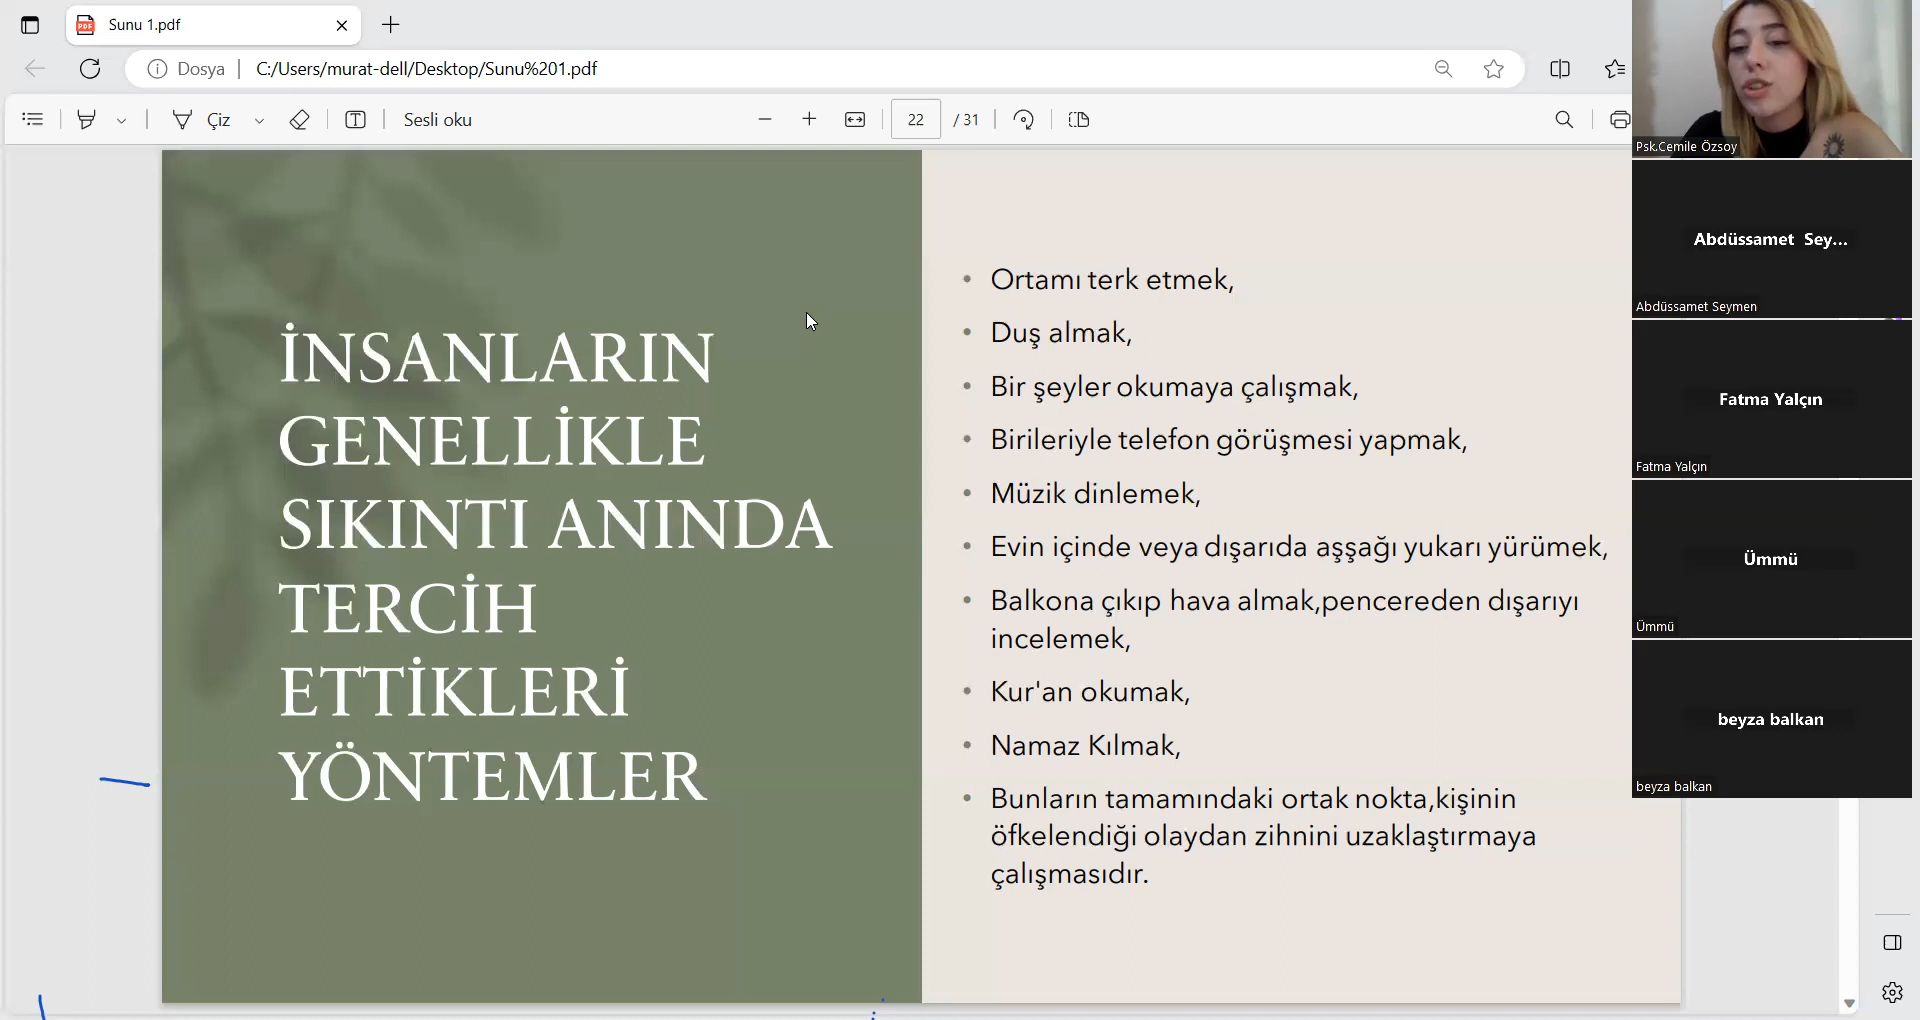 Sunu 1.pdf
Dosya
C:/Users/murat-dell/Desktop/Sunu%201.pdf
Çiz
Sesli oku
22 / 31
İNSANLARIN
GENELLİKLE
SIKINTI ANINDA
TERCİH
ETTİKLERİ
YÖNTEMLER
• Ortamı terk etmek,
• Duş almak,
• Bir şeyler okumaya çalışmak,
• Birileriyle telefon görüşmesi yapmak,
• Müzik dinlemek,
• Evin içinde veya dışarıda aşşağı yukarı yürümek,
• Balkona çıkıp hava almak,pencereden dışarıyı
incelemek,
• Kur'an okumak,
• Namaz Kılmak,
• Bunların tamamındaki ortak nokta,kişinin
öfkelendiği olaydan zihnini uzaklaştırmaya
çalışmasıdır.
Psk.Cemile Özsoy
Abdüssamet Sey...
Abdüssamet Seymen
Fatma Yalçın
Fatma Yalçın
Ümmü
Ümmü
beyza balkan
beyza balkan